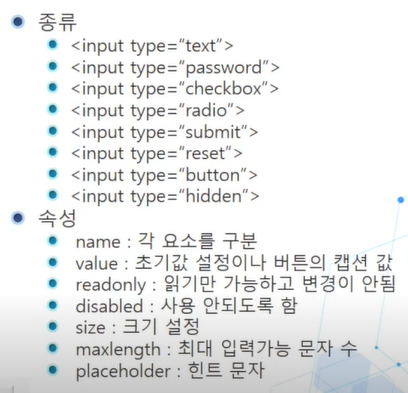 종류
<input type="text">
<input type="password">
<input type="checkbox">
<input type="radio">
<input type="submit">
<input type="reset">
<input type="button">
<input type="hidden">
속성
name : 각 요소를 구분
value : 초기값 설정이나 버튼의 캡션 값
readonly : 읽기만 가능하고 변경이 안됨
disabled : 사용 안되도록 함
size : 크기 설정
maxlength : 최대 입력가능 문자 수
placeholder : 힌트 문자